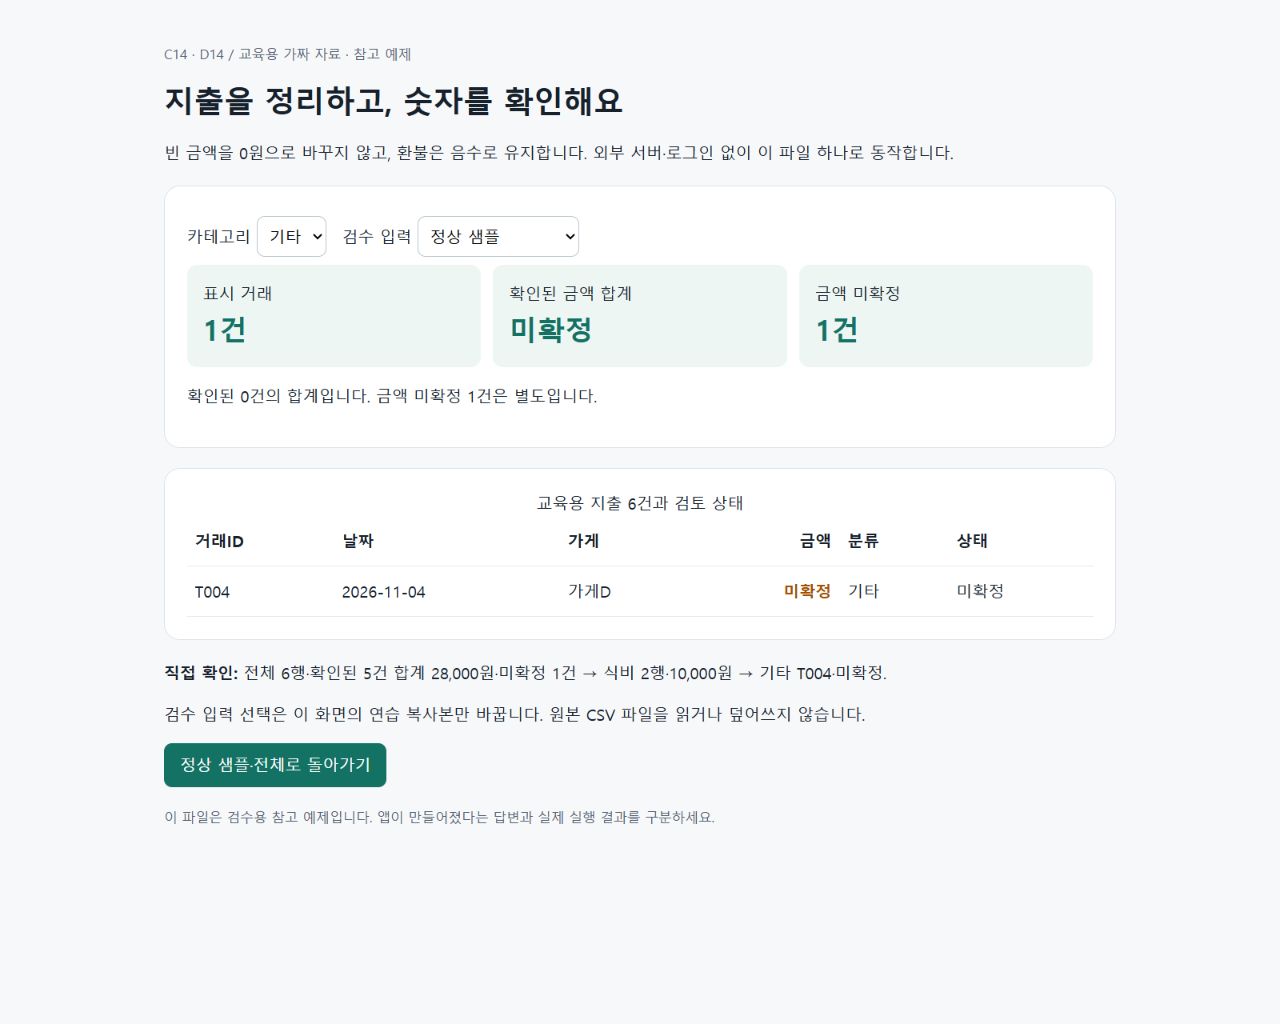 C14 · D14 / 교육용 가짜 자료 · 참고 예제
지출을 정리하고, 숫자를 확인해요
빈 금액을 0원으로 바꾸지 않고, 환불은 음수로 유지합니다. 외부 서버·로그인 없이 이 파일 하나로 동작합니다.
카테고리 기타 검수 입력 정상 샘플
표시 거래 확인된 금액 합계 금액 미확정
1건 미확정 1건
확인된 0건의 합계입니다. 금액 미확정 1건은 별도입니다.
교육용 지출 6건과 검토 상태
거래ID 날짜 가게 금액 분류 상태
T004 2026-11-04 가게D 미확정 기타 미확정
직접 확인: 전체 6행·확인된 5건 합계 28,000원·미확정 1건 → 식비 2행·10,000원 → 기타 T004·미확정.
검수 입력 선택은 이 화면의 연습 복사본만 바꿉니다. 원본 CSV 파일을 읽거나 덮어쓰지 않습니다.
정상 샘플·전체로 돌아가기
이 파일은 검수용 참고 예제입니다. 앱이 만들어졌다는 답변과 실제 실행 결과를 구분하세요.